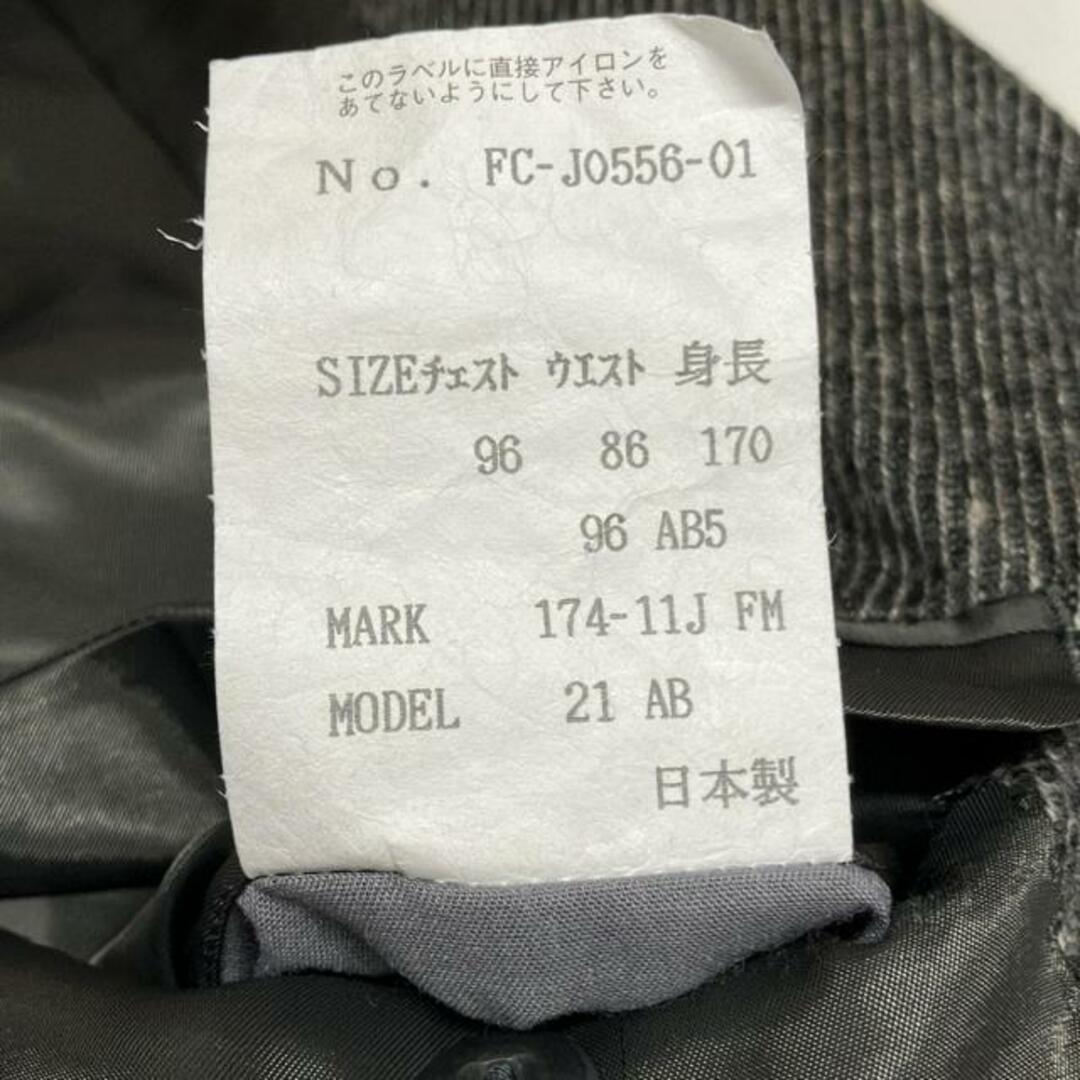 このラベルに直接アイロンを
あてないようにして下さい。
No. FC-J0556-01
SIZEﾁｪｽﾄ ｳｴｽﾄ 身長
96 86 170
96 AB5
MARK 174-11J FM
MODEL 21 AB
日本製